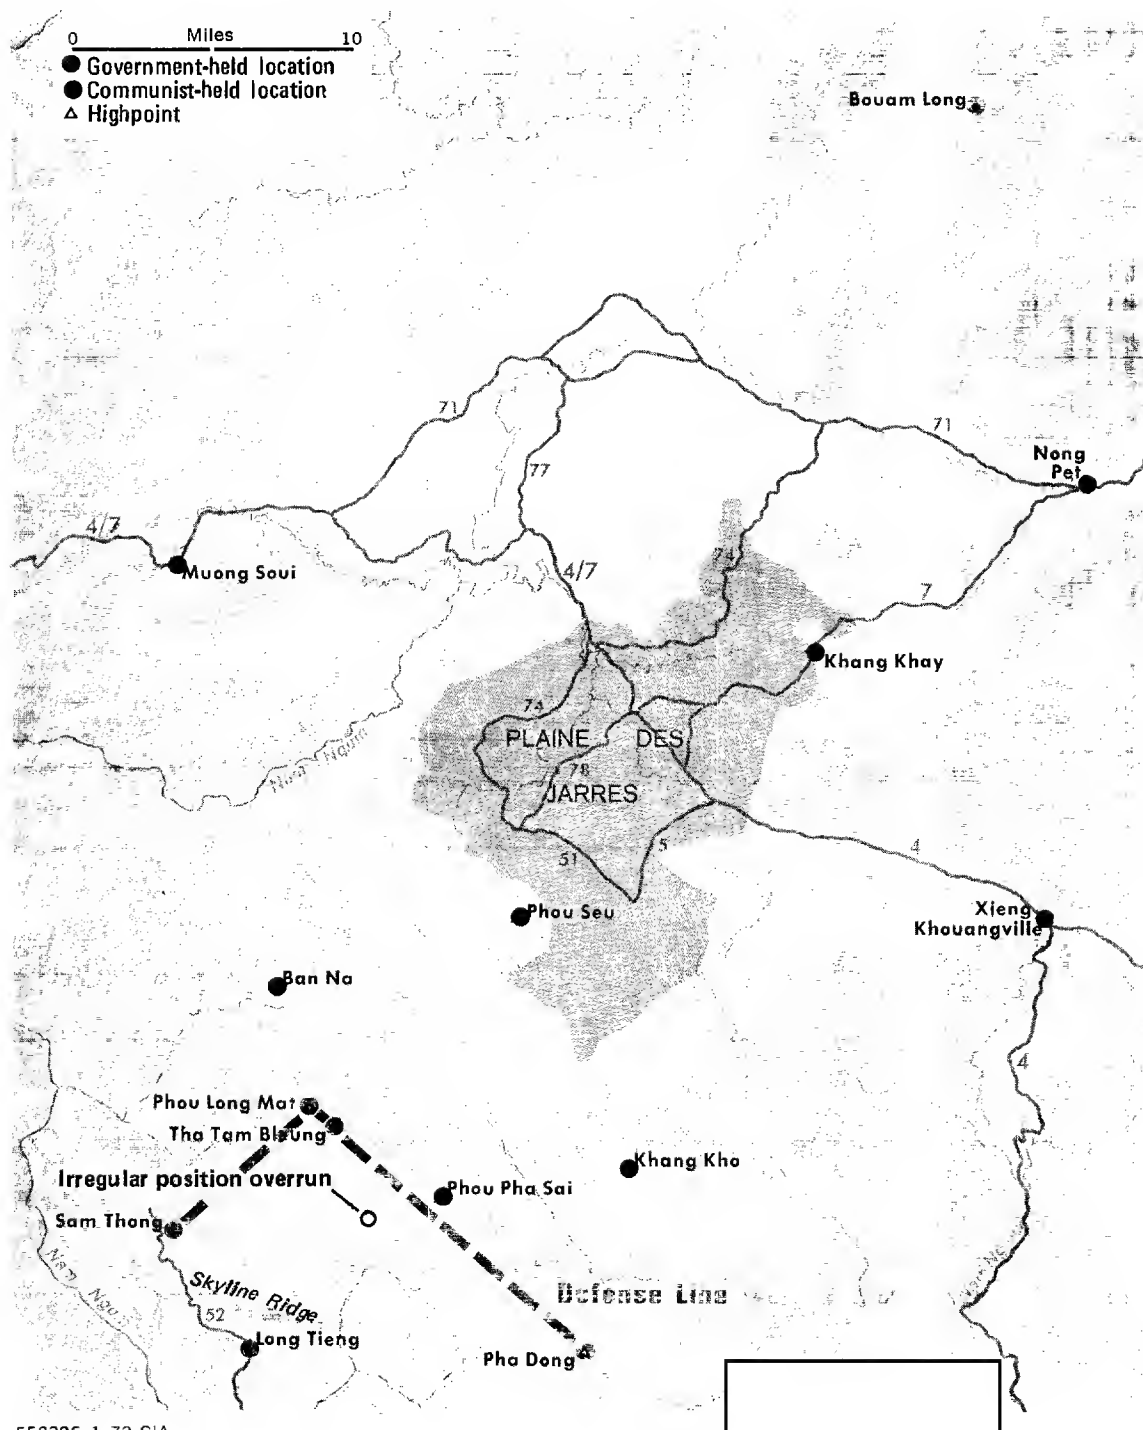 0 Miles 10
Government-held location
Communist-held location
Highpoint
Bouam Long
71
71
Nong
Pet
77
4/7
Muong Soui
4/7
74
7
Khang Khay
74
PLAINE DES
Nam Ngum
78
JARRES
51
5
4
Phou Seu
Xieng
Khouangville
Ban Na
4
Phou Long Mat
Tha Tam Bleung
Khang Kho
Irregular position overrun
Phou Pha Sai
Sam Thong
Skyline Ridge
Defense Line
52
Long Tieng
Pha Dong